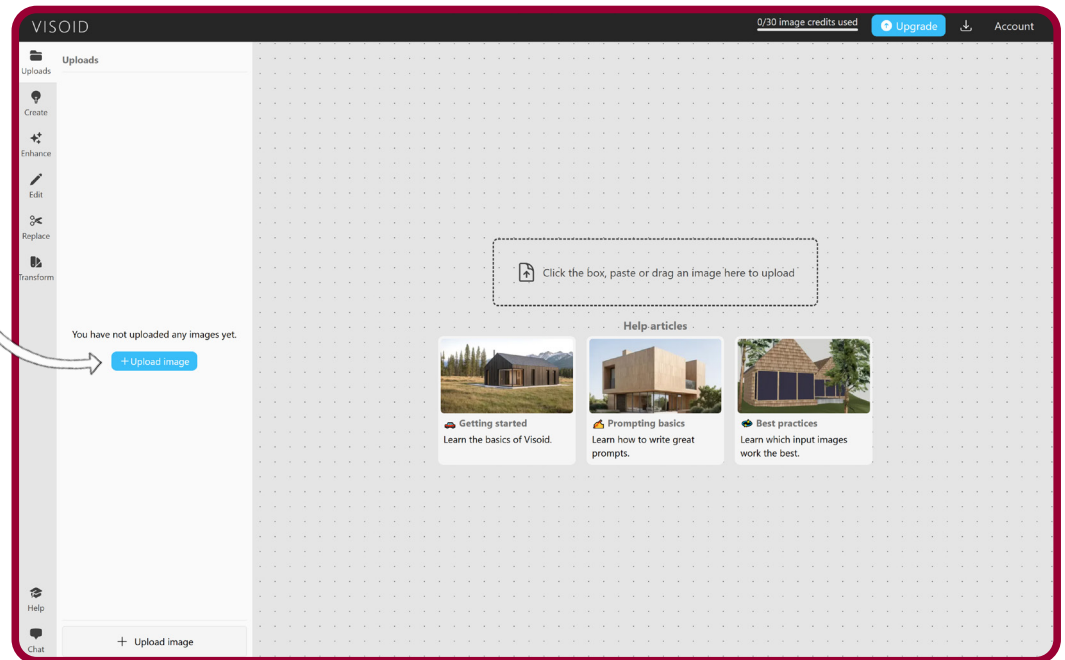 VISOID
0/30 image credits used
Upgrade
Account
Uploads
Uploads
Create
Enhance
Edit
Replace
Transform
Click the box, paste or drag an image here to upload
You have not uploaded any images yet.
+ Upload image
Help articles
Getting started
Learn the basics of Visoid.
Prompting basics
Learn how to write great
prompts.
Best practices
Learn which input images
work the best.
Help
Chat
+ Upload image